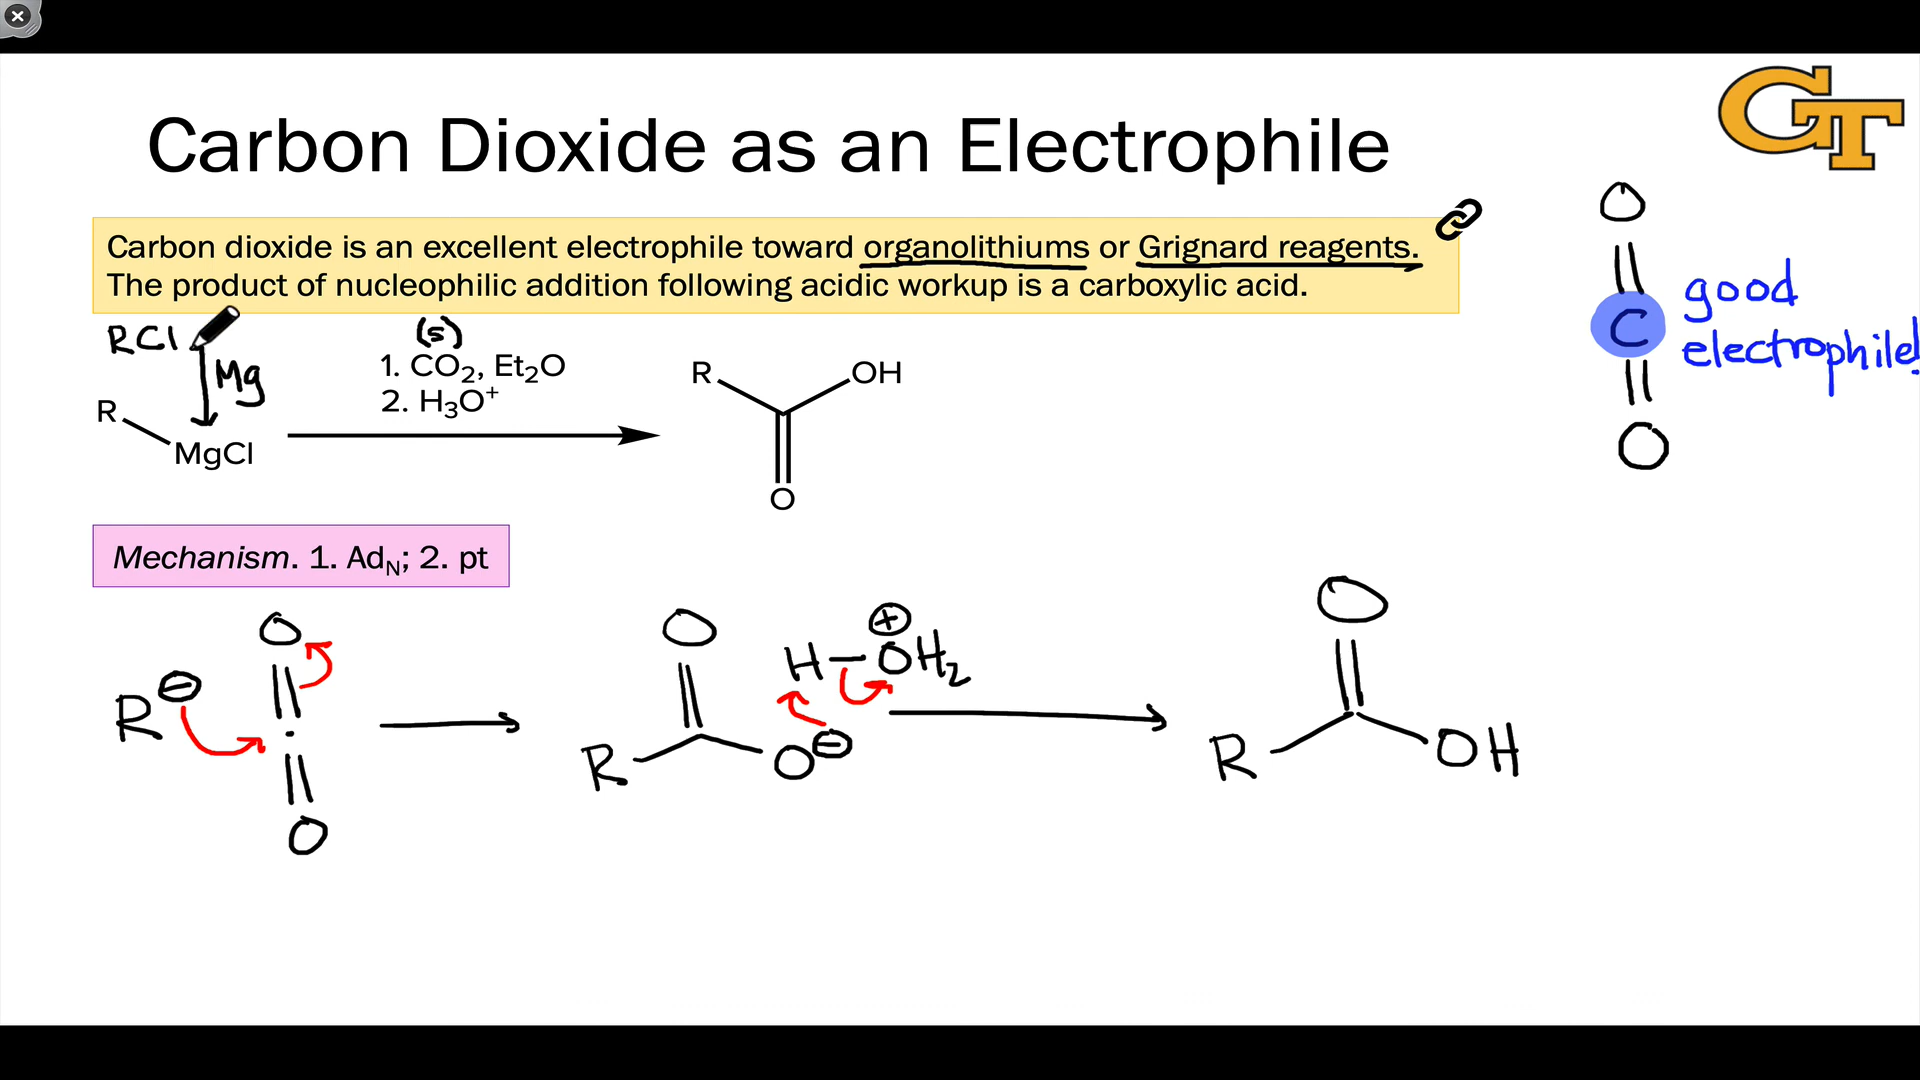 GT
Carbon Dioxide as an Electrophile
Carbon dioxide is an excellent electrophile toward organolithiums or Grignard reagents.
The product of nucleophilic addition following acidic workup is a carboxylic acid.
RCl
Mg
R
MgCl
(s)
1. CO₂, Et₂O
2. H₃O⁺
R
OH
O
O
C
O
good
electrophile!
Mechanism. 1. Ad_N; 2. pt
R⊖
O
O
O
R
O⊖
H–OH₂
⊕
O
R
OH